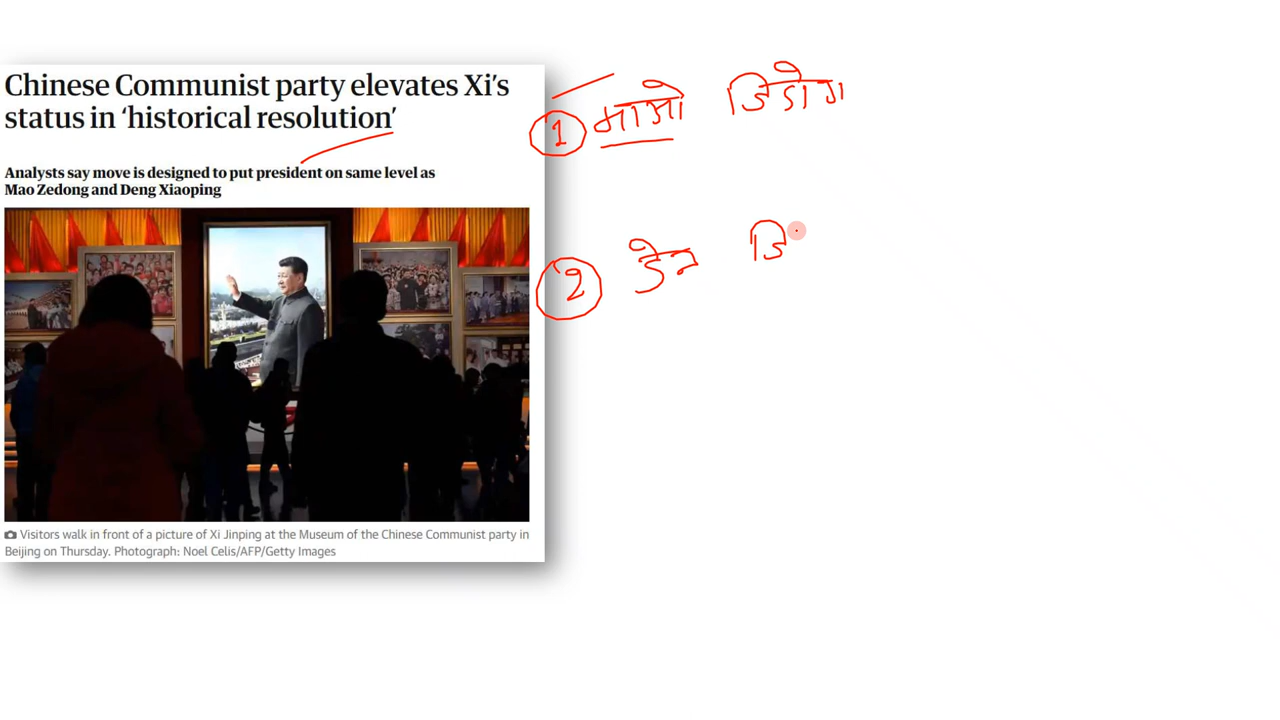 Chinese Communist party elevates Xi's
status in 'historical resolution'
Analysts say move is designed to put president on same level as
Mao Zedong and Deng Xiaoping
Visitors walk in front of a picture of Xi Jinping at the Museum of the Chinese Communist party in
Beijing on Thursday. Photograph: Noel Celis/AFP/Getty Images
1 माओ जिडोंग
2 डेन जि